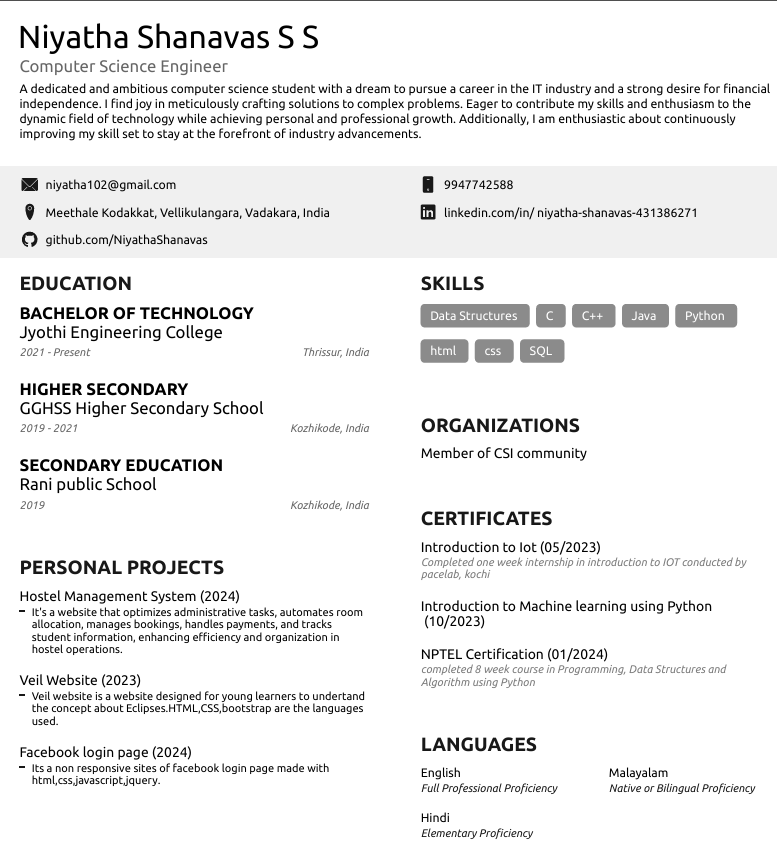 Niyatha Shanavas S S
Computer Science Engineer
A dedicated and ambitious computer science student with a dream to pursue a career in the IT industry and a strong desire for financial
independence. I find joy in meticulously crafting solutions to complex problems. Eager to contribute my skills and enthusiasm to the
dynamic field of technology while achieving personal and professional growth. Additionally, I am enthusiastic about continuously
improving my skill set to stay at the forefront of industry advancements.
niyatha102@gmail.com
9947742588
Meethale Kodakkat, Vellikulangara, Vadakara, India
linkedin.com/in/ niyatha-shanavas-431386271
github.com/NiyathaShanavas
EDUCATION
BACHELOR OF TECHNOLOGY
Jyothi Engineering College
2021 - Present Thrissur, India
HIGHER SECONDARY
GGHSS Higher Secondary School
2019 - 2021 Kozhikode, India
SECONDARY EDUCATION
Rani public School
2019 Kozhikode, India
PERSONAL PROJECTS
Hostel Management System (2024)
– It's a website that optimizes administrative tasks, automates room
allocation, manages bookings, handles payments, and tracks
student information, enhancing efficiency and organization in
hostel operations.
Veil Website (2023)
– Veil website is a website designed for young learners to undertand
the concept about Eclipses.HTML,CSS,bootstrap are the languages
used.
Facebook login page (2024)
– Its a non responsive sites of facebook login page made with
html,css,javascript,jquery.
SKILLS
Data Structures C C++ Java Python
html css SQL
ORGANIZATIONS
Member of CSI community
CERTIFICATES
Introduction to Iot (05/2023)
Completed one week internship in introduction to IOT conducted by
pacelab, kochi
Introduction to Machine learning using Python
(10/2023)
NPTEL Certification (01/2024)
completed 8 week course in Programming, Data Structures and
Algorithm using Python
LANGUAGES
English Malayalam
Full Professional Proficiency Native or Bilingual Proficiency
Hindi
Elementary Proficiency